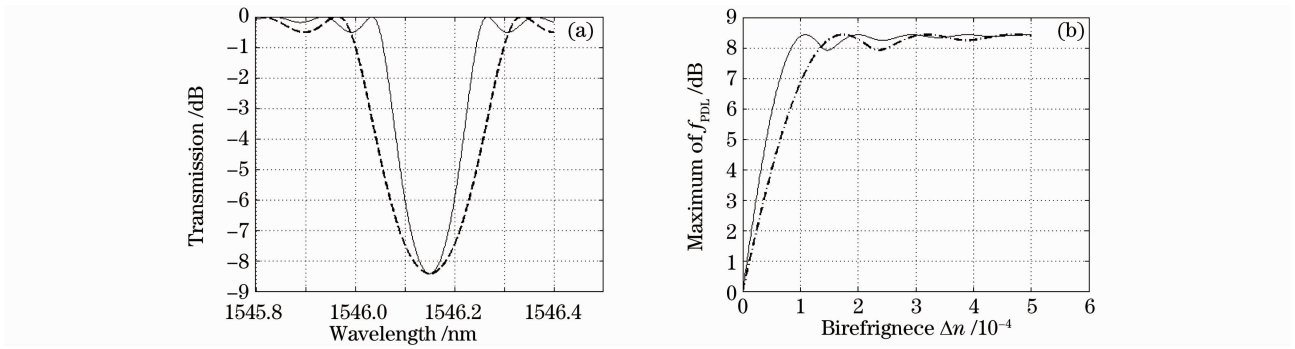 (a)
Transmission /dB
0
-1
-2
-3
-4
-5
-6
-7
-8
-9
1545.8 1546.0 1546.2 1546.4
Wavelength /nm
(b)
Maximum of f_PDL /dB
9
8
7
6
5
4
3
2
1
0
0 1 2 3 4 5 6
Birefrignece Δn /10⁻⁴